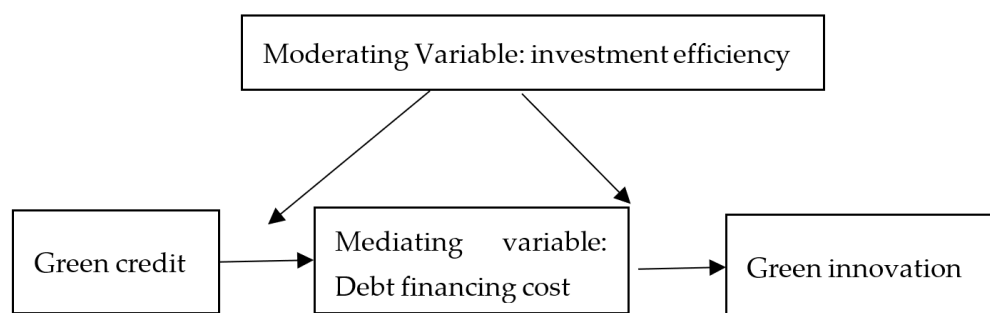 Moderating Variable: investment efficiency
Green credit
Mediating variable:
Debt financing cost
Green innovation